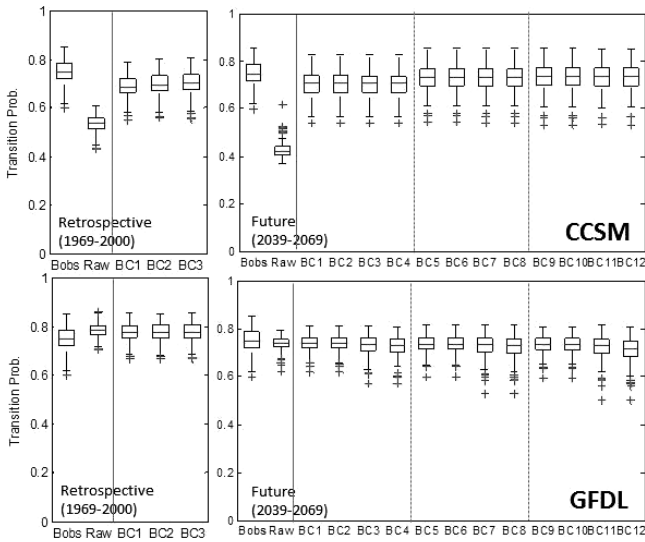 1
0.8
0.6
0.4
0.2
0
Transition Prob.
Retrospective
(1969-2000)
Bobs Raw BC1 BC2 BC3
1
0.8
0.6
0.4
0.2
0
Future
(2039-2069)
CCSM
Bobs Raw BC1 BC2 BC3 BC4 BC5 BC6 BC7 BC8 BC9 BC10 BC11 BC12
1
0.8
0.6
0.4
0.2
0
Transition Prob.
Retrospective
(1969-2000)
Bobs Raw BC1 BC2 BC3
1
0.8
0.6
0.4
0.2
0
Future
(2039-2069)
GFDL
Bobs Raw BC1 BC2 BC3 BC4 BC5 BC6 BC7 BC8 BC9 BC10 BC11 BC12